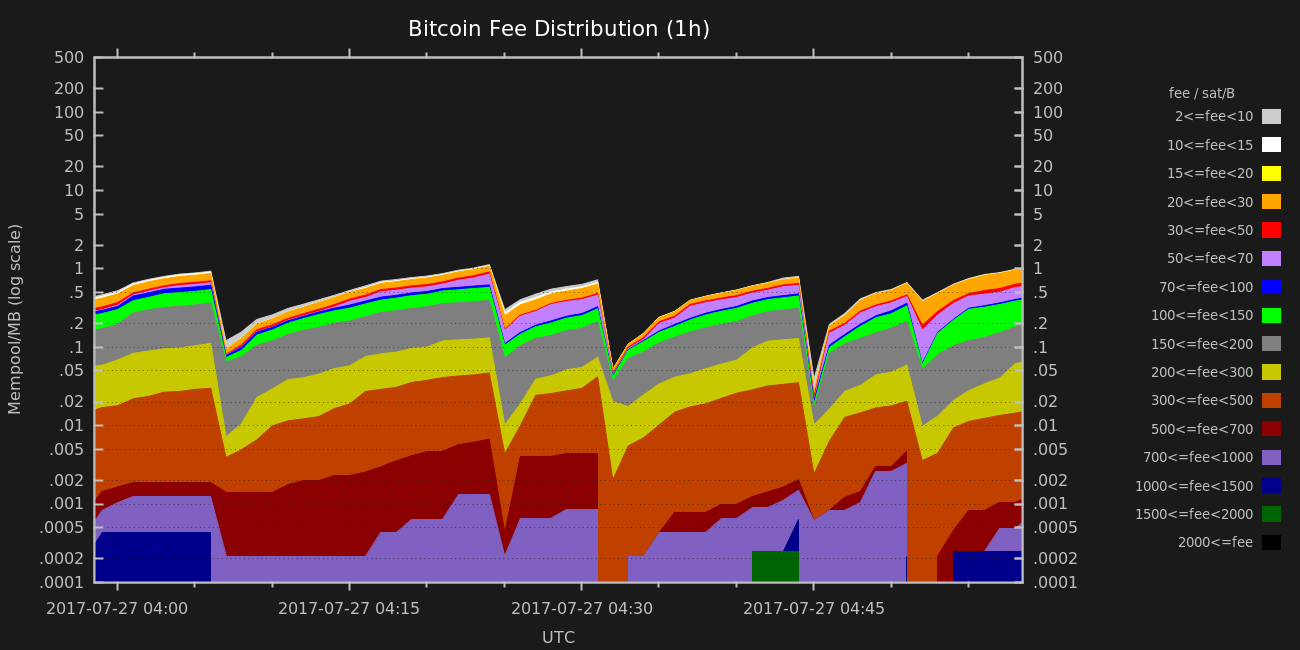 Bitcoin Fee Distribution (1h)
Mempool/MB (log scale)
500
200
100
50
20
10
5
2
1
.5
.2
.1
.05
.02
.01
.005
.002
.001
.0005
.0002
.0001
500
200
100
50
20
10
5
2
1
.5
.2
.1
.05
.02
.01
.005
.002
.001
.0005
.0002
.0001
2017-07-27 04:00
2017-07-27 04:15
2017-07-27 04:30
2017-07-27 04:45
UTC
fee / sat/B
2<=fee<10
10<=fee<15
15<=fee<20
20<=fee<30
30<=fee<50
50<=fee<70
70<=fee<100
100<=fee<150
150<=fee<200
200<=fee<300
300<=fee<500
500<=fee<700
700<=fee<1000
1000<=fee<1500
1500<=fee<2000
2000<=fee